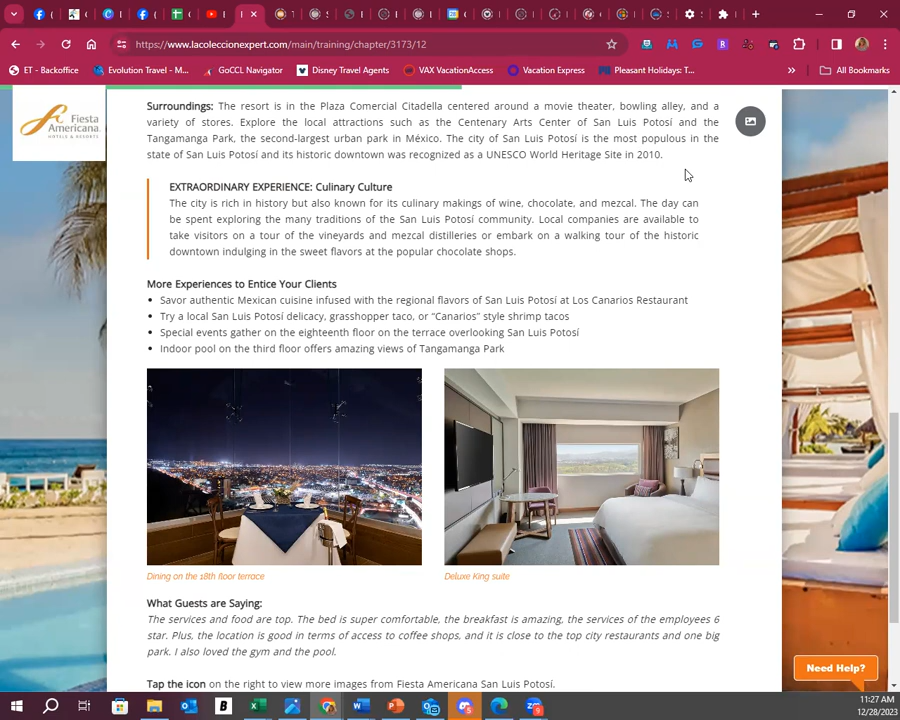 https://www.lacoleccionexpert.com/main/training/chapter/3173/12
ET - Backoffice
Evolution Travel - M...
GoCCL Navigator
Disney Travel Agents
VAX VacationAccess
Vacation Express
Pleasant Holidays: T...
»
All Bookmarks
Fiesta
Americana.
HOTELS & RESORTS
Surroundings: The resort is in the Plaza Comercial Citadella centered around a movie theater, bowling alley, and a
variety of stores. Explore the local attractions such as the Centenary Arts Center of San Luis Potosí and the
Tangamanga Park, the second-largest urban park in México. The city of San Luis Potosí is the most populous in the
state of San Luis Potosí and its historic downtown was recognized as a UNESCO World Heritage Site in 2010.
EXTRAORDINARY EXPERIENCE: Culinary Culture
The city is rich in history but also known for its culinary makings of wine, chocolate, and mezcal. The day can
be spent exploring the many traditions of the San Luis Potosí community. Local companies are available to
take visitors on a tour of the vineyards and mezcal distilleries or embark on a walking tour of the historic
downtown indulging in the sweet flavors at the popular chocolate shops.
More Experiences to Entice Your Clients
• Savor authentic Mexican cuisine infused with the regional flavors of San Luis Potosí at Los Canarios Restaurant
• Try a local San Luis Potosí delicacy, grasshopper taco, or “Canarios” style shrimp tacos
• Special events gather on the eighteenth floor on the terrace overlooking San Luis Potosí
• Indoor pool on the third floor offers amazing views of Tangamanga Park
Dining on the 18th floor terrace
Deluxe King suite
What Guests are Saying:
The services and food are top. The bed is super comfortable, the breakfast is amazing, the services of the employees 6
star. Plus, the location is good in terms of access to coffee shops, and it is close to the top city restaurants and one big
park. I also loved the gym and the pool.
Tap the icon on the right to view more images from Fiesta Americana San Luis Potosí.
Need Help?
11:27 AM
12/28/2023